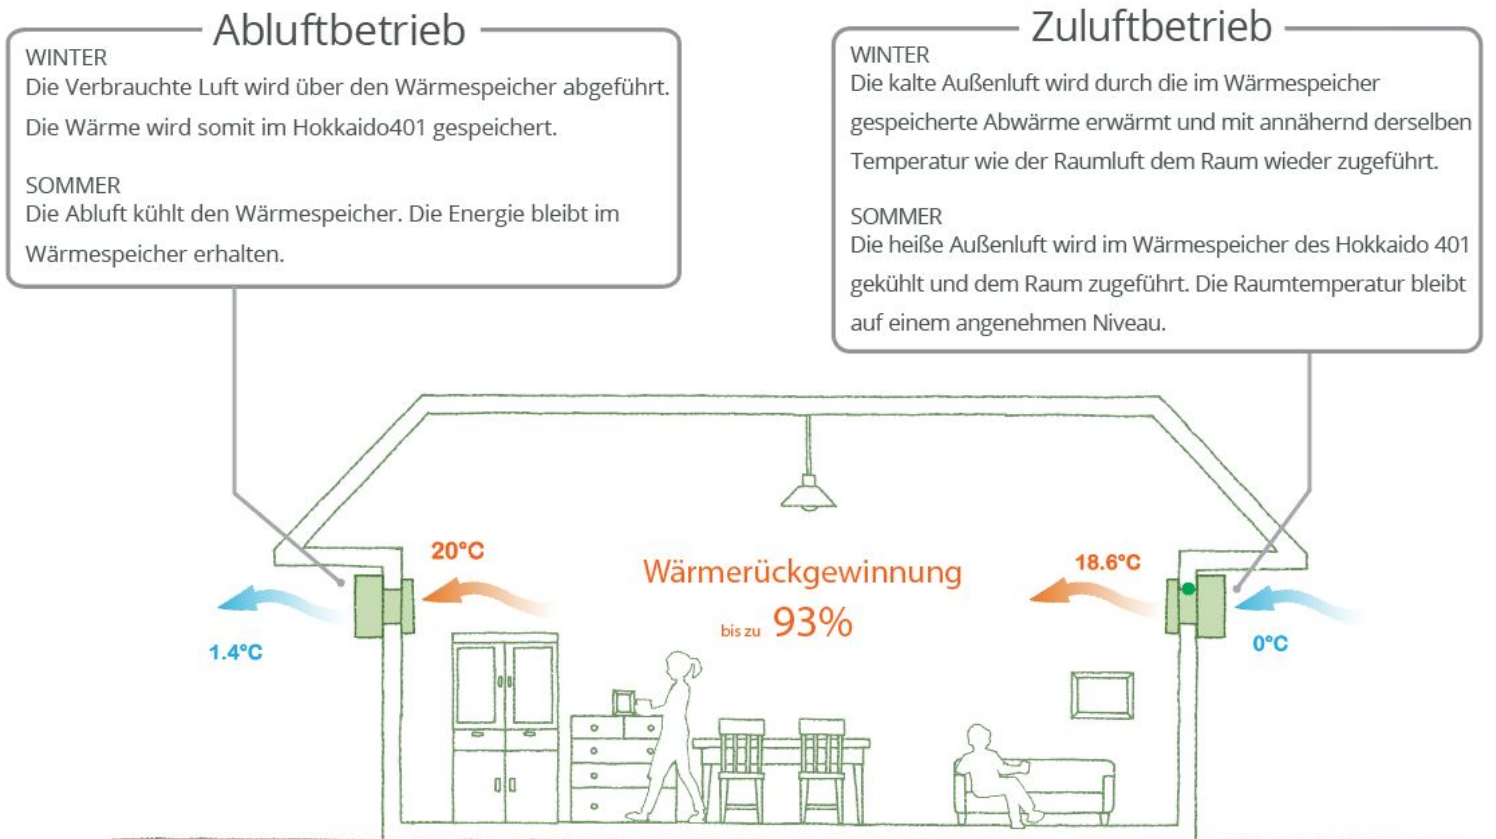 Abluftbetrieb
WINTER
Die Verbrauchte Luft wird über den Wärmespeicher abgeführt.
Die Wärme wird somit im Hokkaido401 gespeichert.
SOMMER
Die Abluft kühlt den Wärmespeicher. Die Energie bleibt im
Wärmespeicher erhalten.
Zuluftbetrieb
WINTER
Die kalte Außenluft wird durch die im Wärmespeicher
gespeicherte Abwärme erwärmt und mit annähernd derselben
Temperatur wie der Raumluft dem Raum wieder zugeführt.
SOMMER
Die heiße Außenluft wird im Wärmespeicher des Hokkaido 401
gekühlt und dem Raum zugeführt. Die Raumtemperatur bleibt
auf einem angenehmen Niveau.
20°C
1.4°C
Wärmerückgewinnung
bis zu 93%
18.6°C
0°C